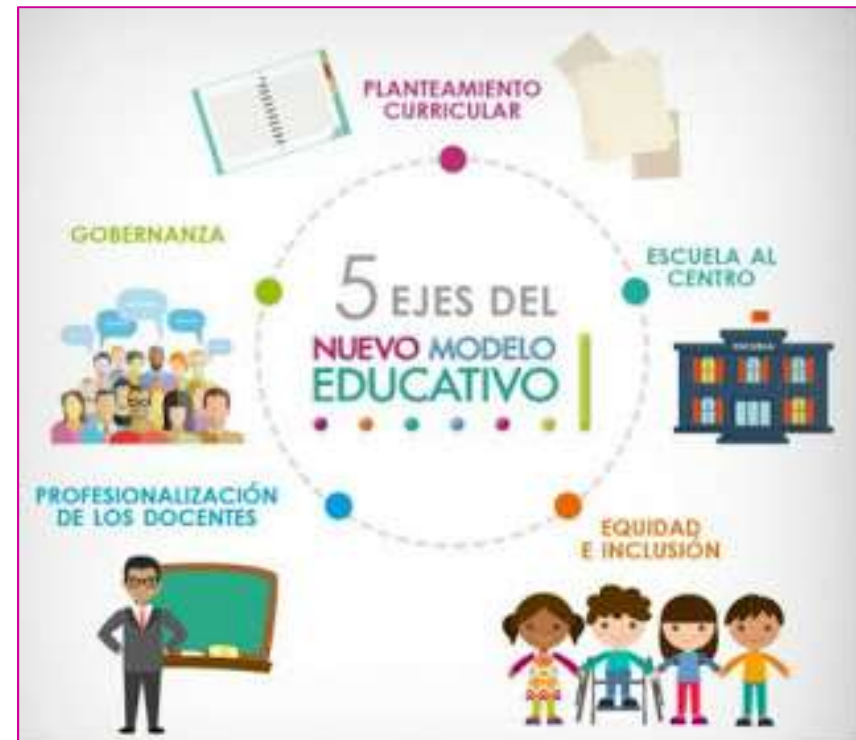 PLANTEAMIENTO
CURRICULAR
GOBERNANZA
ESCUELA AL
CENTRO
5 EJES DEL
NUEVO MODELO
EDUCATIVO
PROFESIONALIZACIÓN
DE LOS DOCENTES
EQUIDAD
E INCLUSIÓN